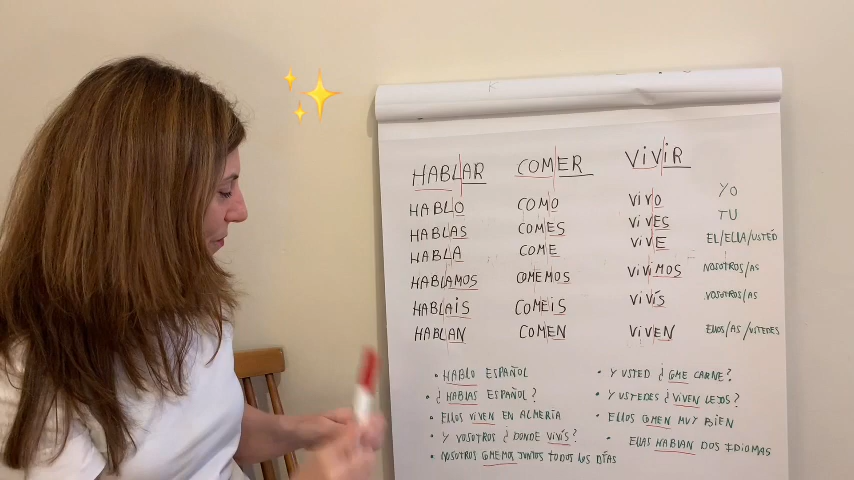 HABLAR COMER ViViR
HABLO COMO ViVO YO
HABLAS COMES ViVES TU
HABLA COME ViVE EL/ELLA/USTED
HABLAMOS COMEMOS ViViMOS NOSOTROS/AS
HABLAiS COMEiS ViVíS VOSOTROS/AS
HABLAN COMEN ViVEN ELLOS/AS/USTEDES
• HABLO ESPAÑOL
• ¿HABLAS ESPAÑOL?
• ELLOS ViVEN EN ALMERiA
• Y VOSOTROS ¿DONDE ViVíS?
• NOSOTROS COMEMOS JUNTOS TODOS LOS DÍAS
• Y USTED ¿COME CARNE?
• Y USTEDES ¿ViVEN LEJOS?
• ELLOS COMEN MUY BIEN
• ELLAS HABLAN DOS IDIOMAS